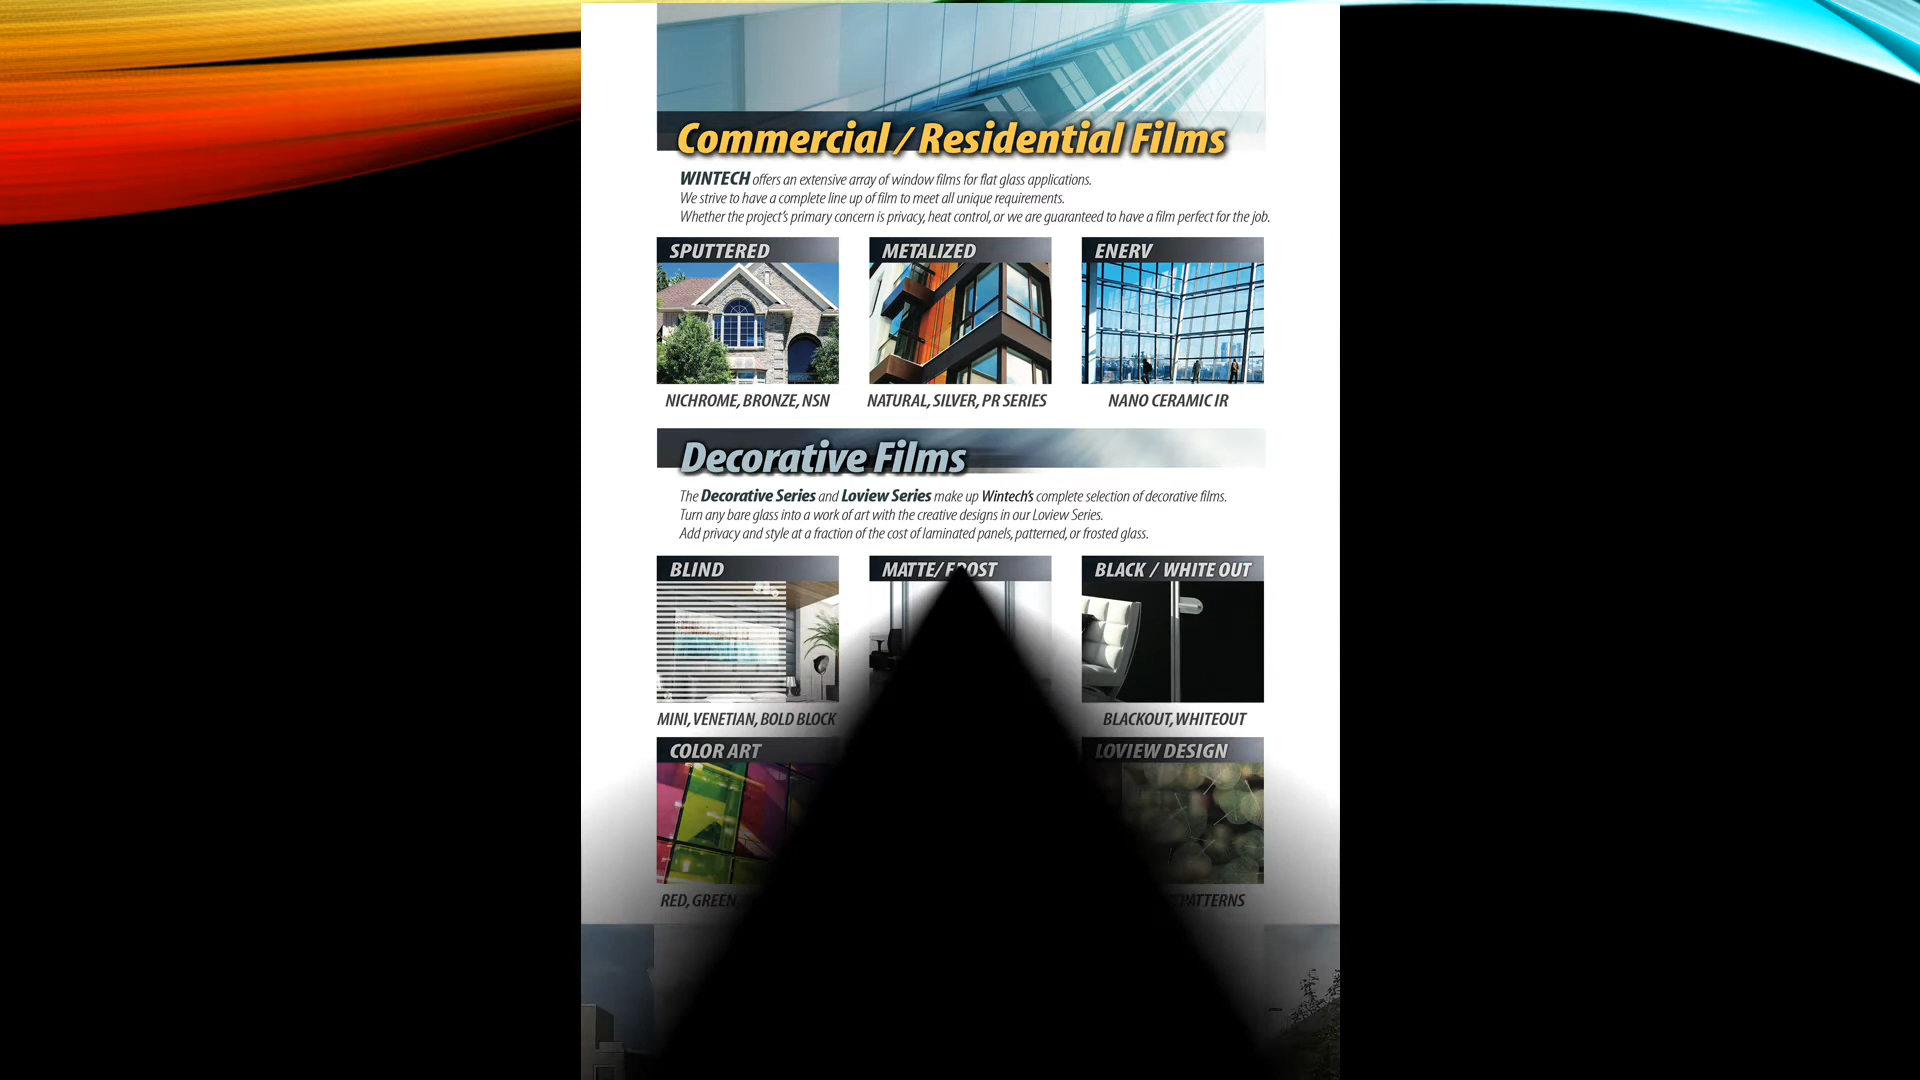 Commercial / Residential Films
WINTECH offers an extensive array of window films for flat glass applications.
We strive to have a complete line up of film to meet all unique requirements.
Whether the project's primary concern is privacy, heat control, or we are guaranteed to have a film perfect for the job.
SPUTTERED METALIZED ENERV
NICHROME, BRONZE, NSN NATURAL, SILVER, PR SERIES NANO CERAMIC IR
Decorative Films
The Decorative Series and Loview Series make up Wintech's complete selection of decorative films.
Turn any bare glass into a work of art with the creative designs in our Loview Series.
Add privacy and style at a fraction of the cost of laminated panels, patterned, or frosted glass.
BLIND MATTE/ FROST BLACK / WHITE OUT
MINI, VENETIAN, BOLD BLOCK BLACKOUT, WHITEOUT
COLOR ART LOVIEW DESIGN
RED, GREEN PATTERNS